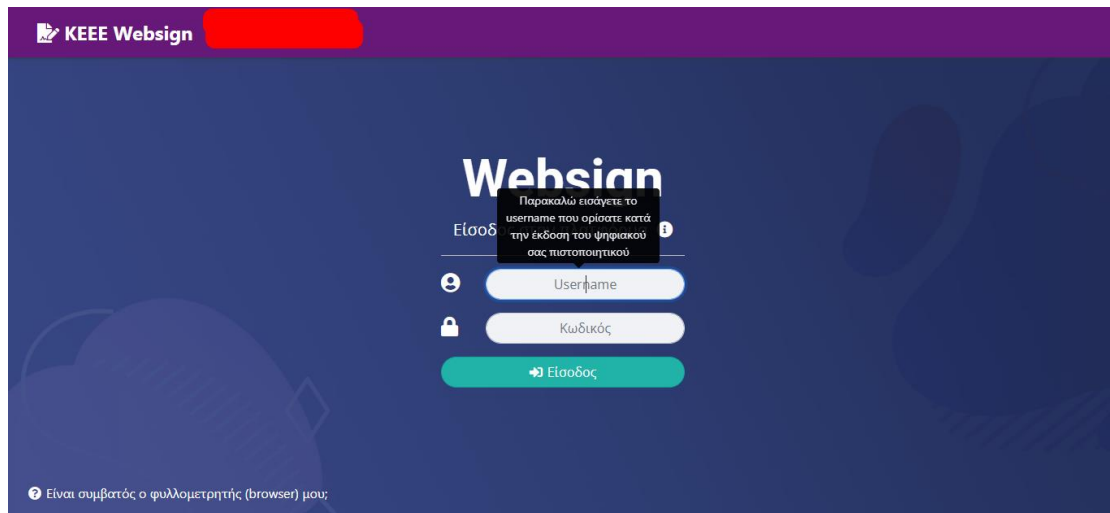 KEEE Websign
Websign
Παρακαλώ εισάγετε το
username που ορίσατε κατά
την έκδοση του ψηφιακού
σας πιστοποιητικού
Username
Κωδικός
Είσοδος
Είναι συμβατός ο φυλλομετρητής (browser) μου;